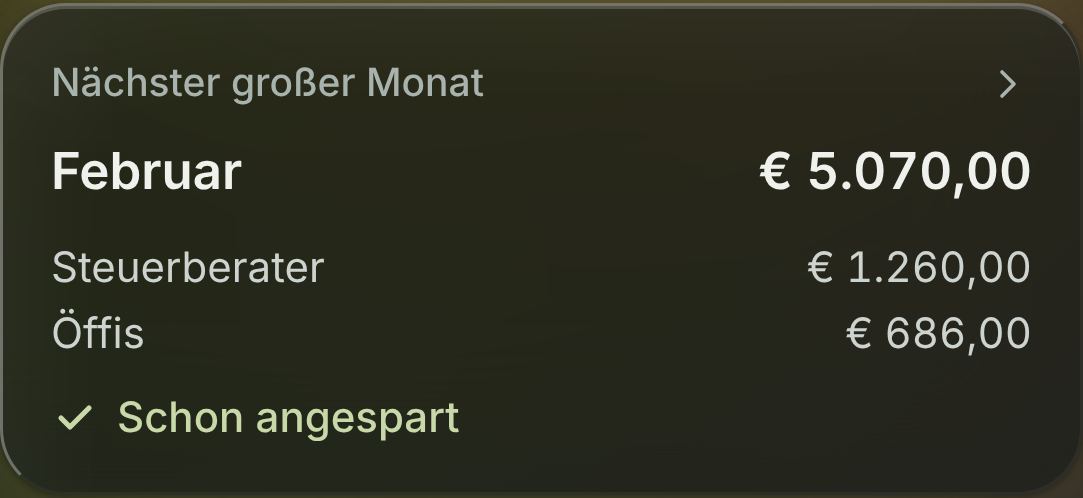 Nächster großer Monat
Februar € 5.070,00
Steuerberater € 1.260,00
Öffis € 686,00
Schon angespart